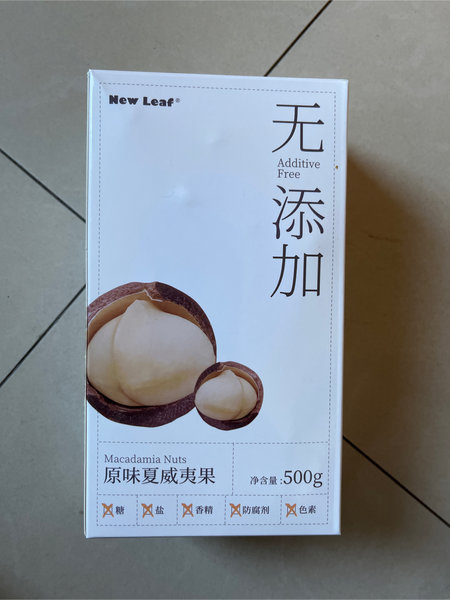 New Leaf®
无添加
Additive
Free
Macadamia Nuts
原味夏威夷果
净含量:500g
糖 盐 香精 防腐剂 色素